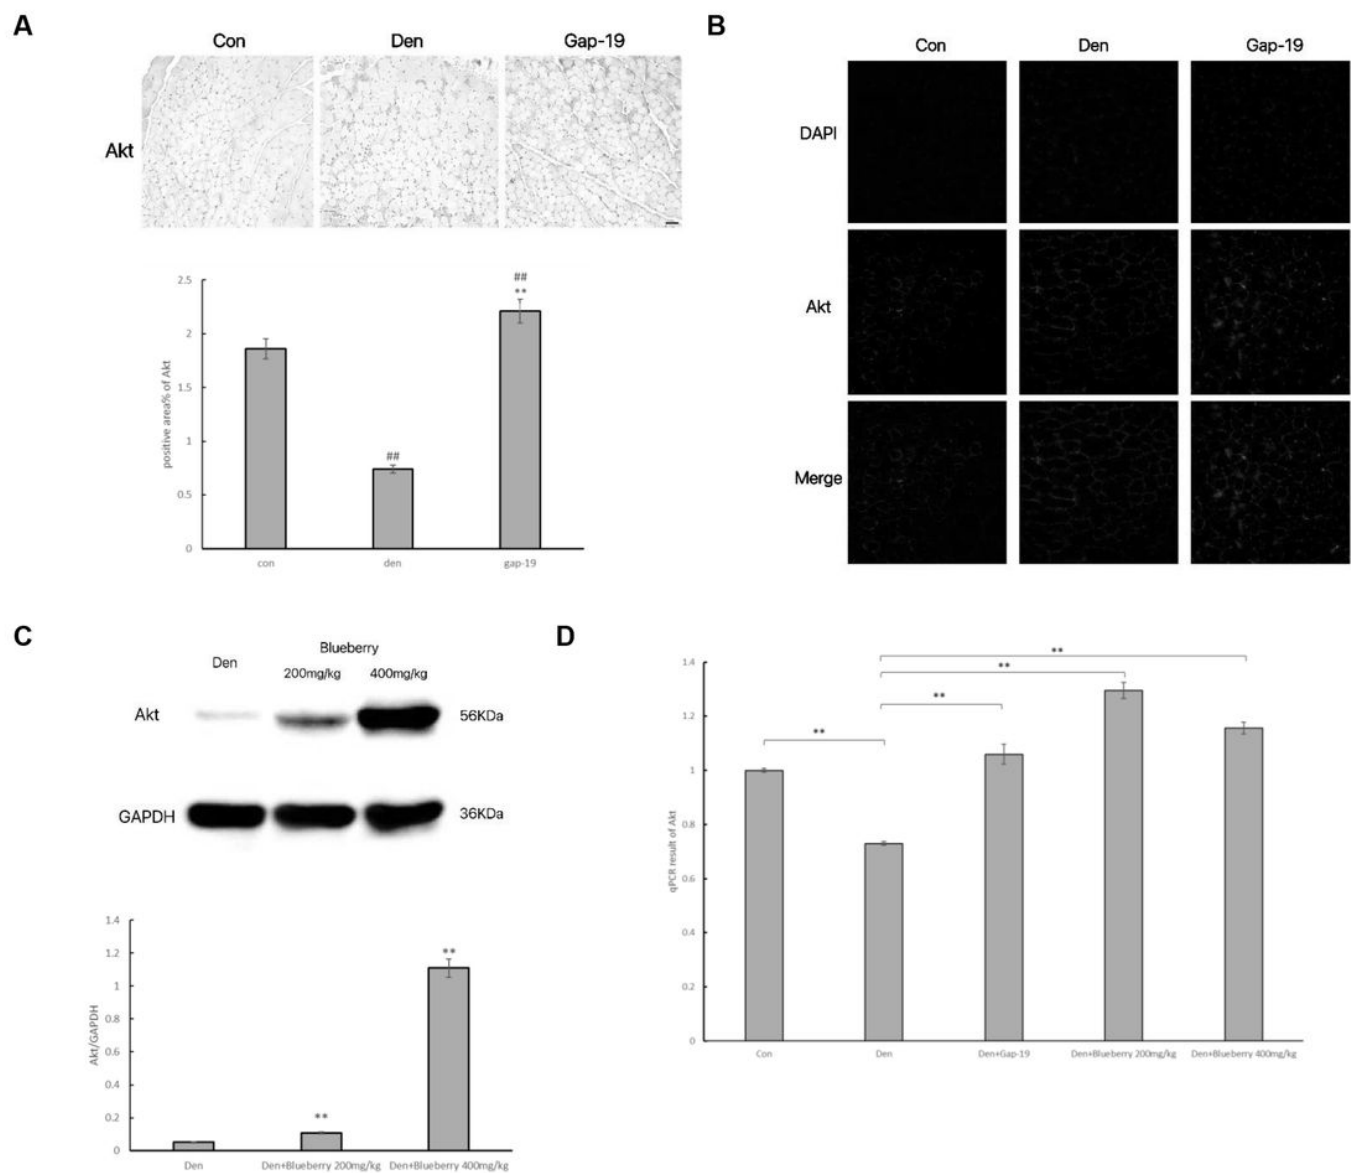 A
Con Den Gap-19
Akt
2.5
2
1.5
1
0.5
0
positive area% of Akt
##
##
**
con den gap-19
B
Con Den Gap-19
DAPI
Akt
Merge
C
Blueberry
Den
200mg/kg 400mg/kg
Akt 56KDa
GAPDH 36KDa
1.4
1.2
1
0.8
0.6
0.4
0.2
0
Akt/GAPDH
**
**
Den Den+Blueberry 200mg/kg Den+Blueberry 400mg/kg
D
1.4
1.2
1
0.8
0.6
0.4
0.2
0
qPCR result of Akt
**
**
**
**
Con Den Den+Gap-19 Den+Blueberry 200mg/kg Den+Blueberry 400mg/kg